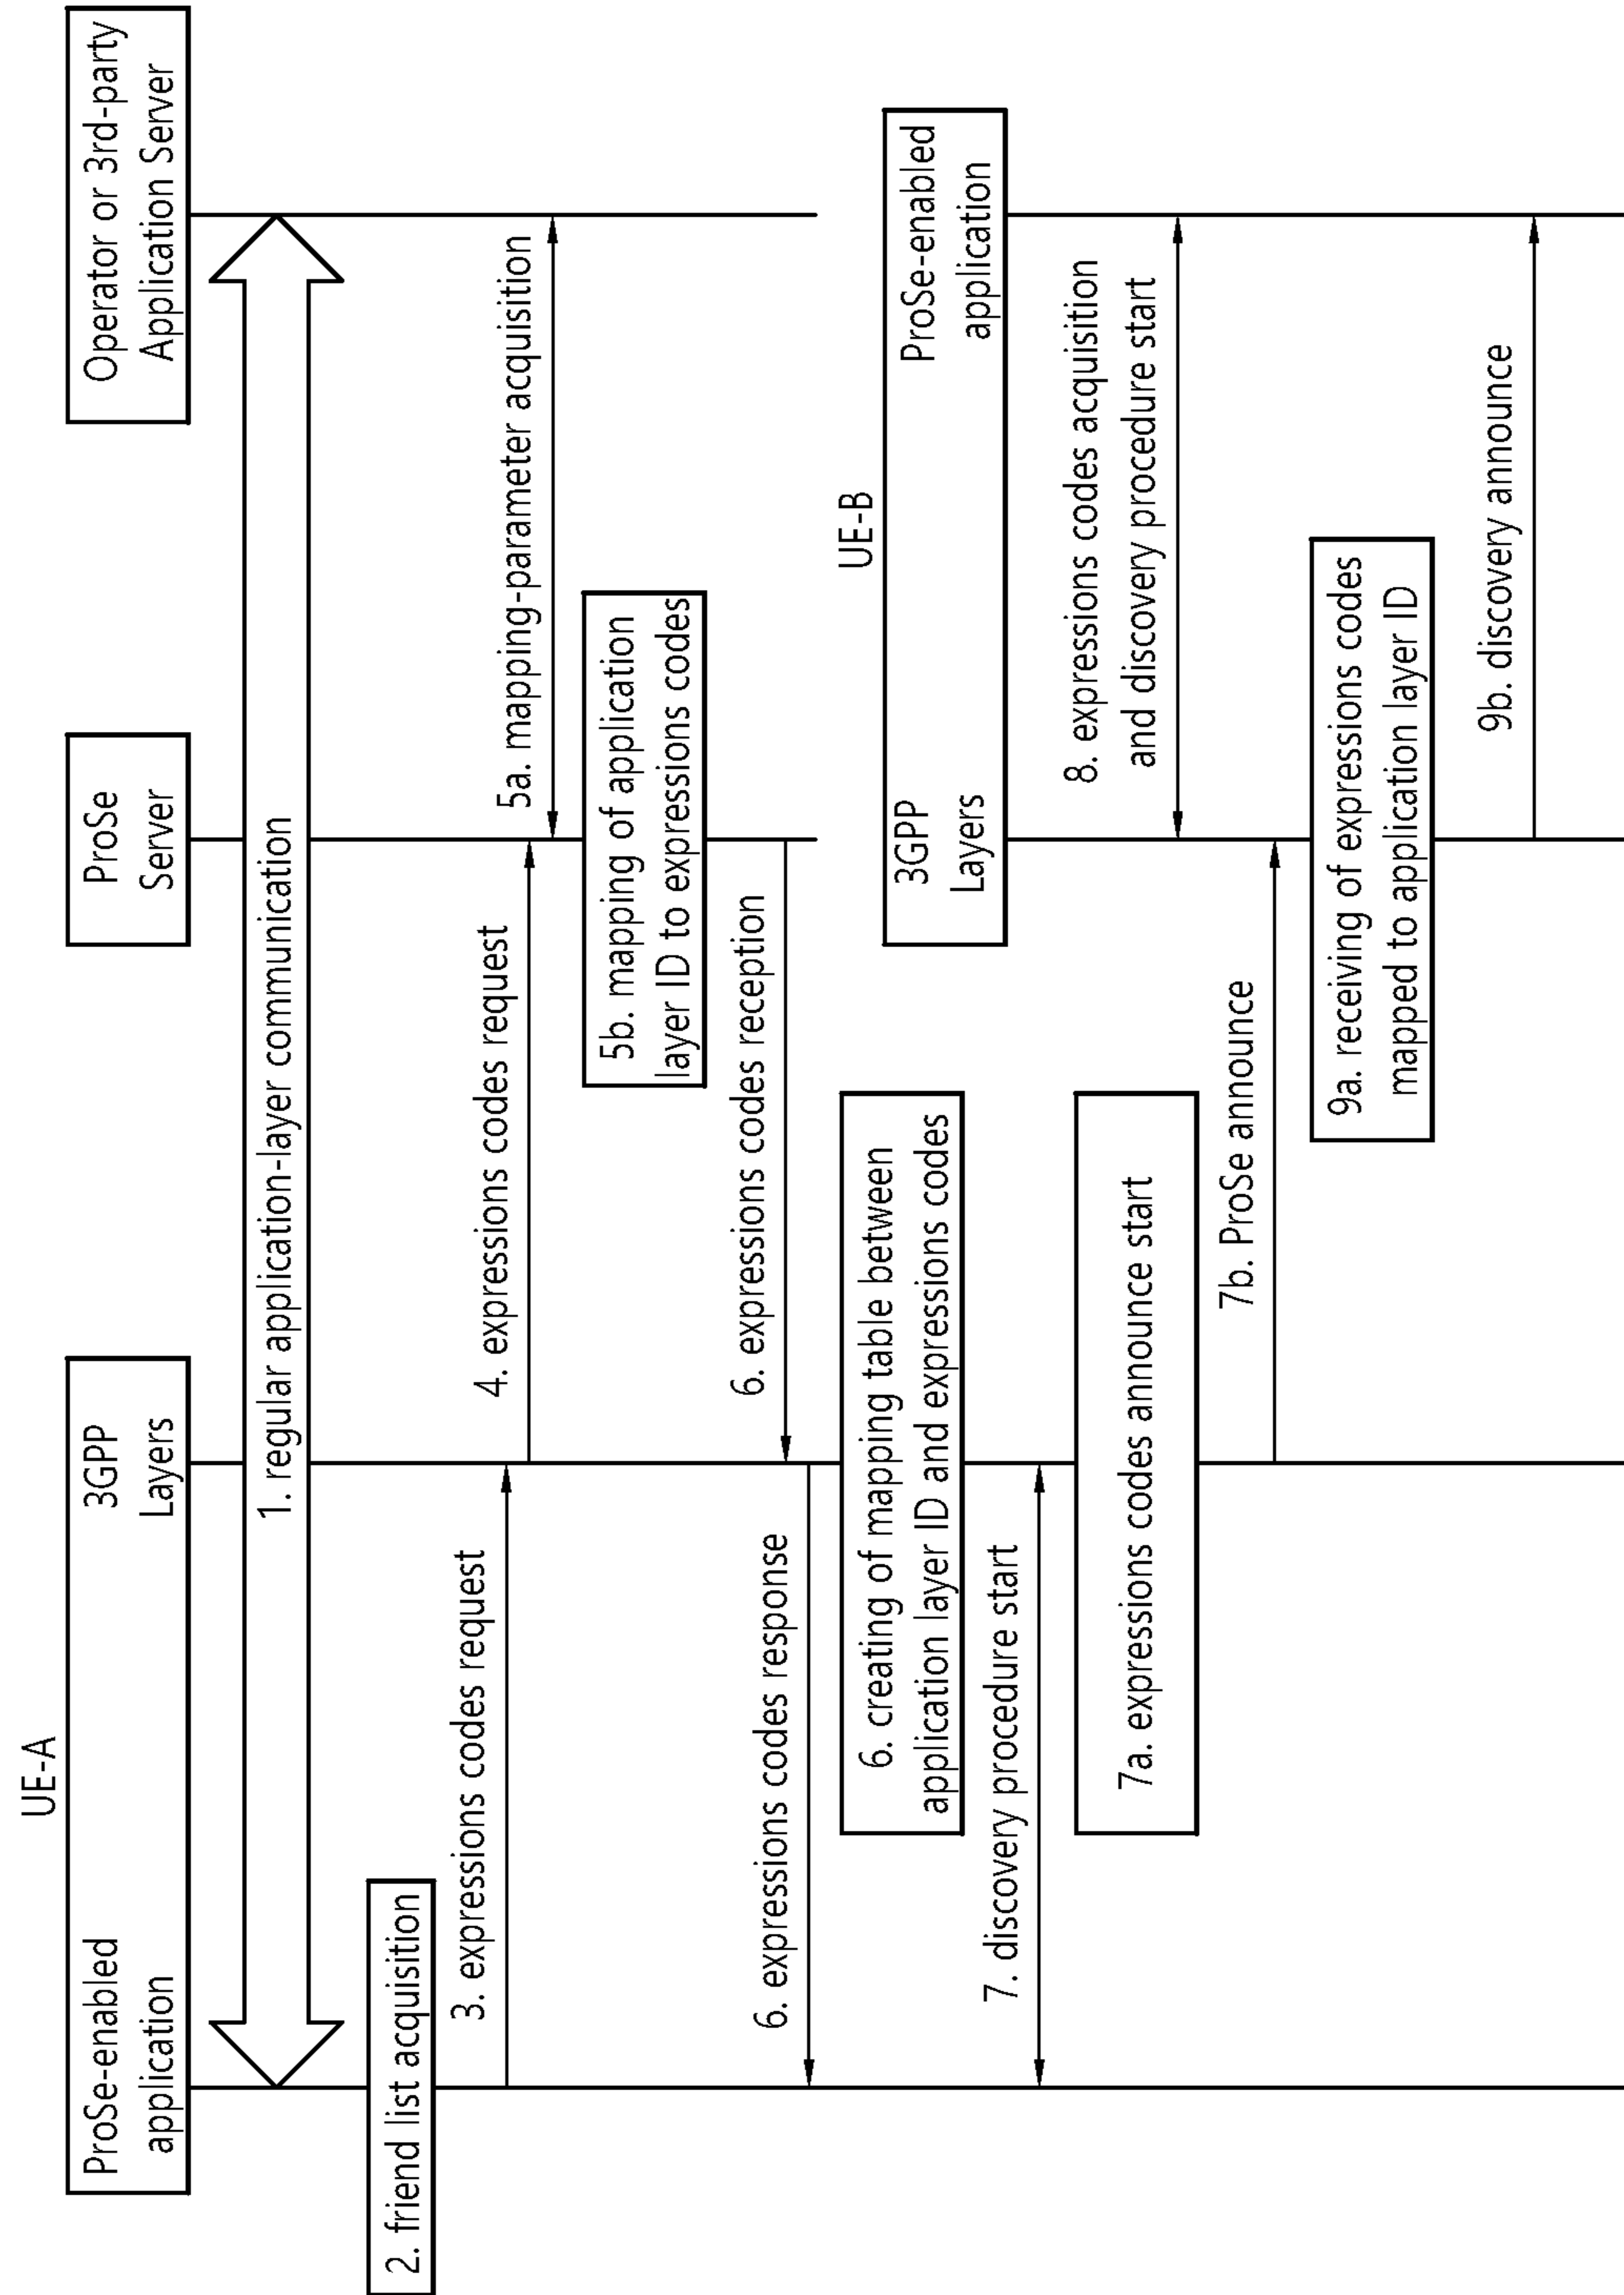 UE-A
ProSe-enabled
application
3GPP
Layers
ProSe
Server
Operator or 3rd-party
Application Server
1. regular application-layer communication
2. friend list acquisition
3. expressions codes request
4. expressions codes request
5a. mapping-parameter acquisition
5b. mapping of application
layer ID to expressions codes
6. expressions codes reception
6. expressions codes response
6. creating of mapping table between
application layer ID and expressions codes
UE-B
3GPP
Layers
ProSe-enabled
application
7. discovery procedure start
7a. expressions codes announce start
8. expressions codes acquisition
and discovery procedure start
7b. ProSe announce
9a. receiving of expressions codes
mapped to application layer ID
9b. discovery announce